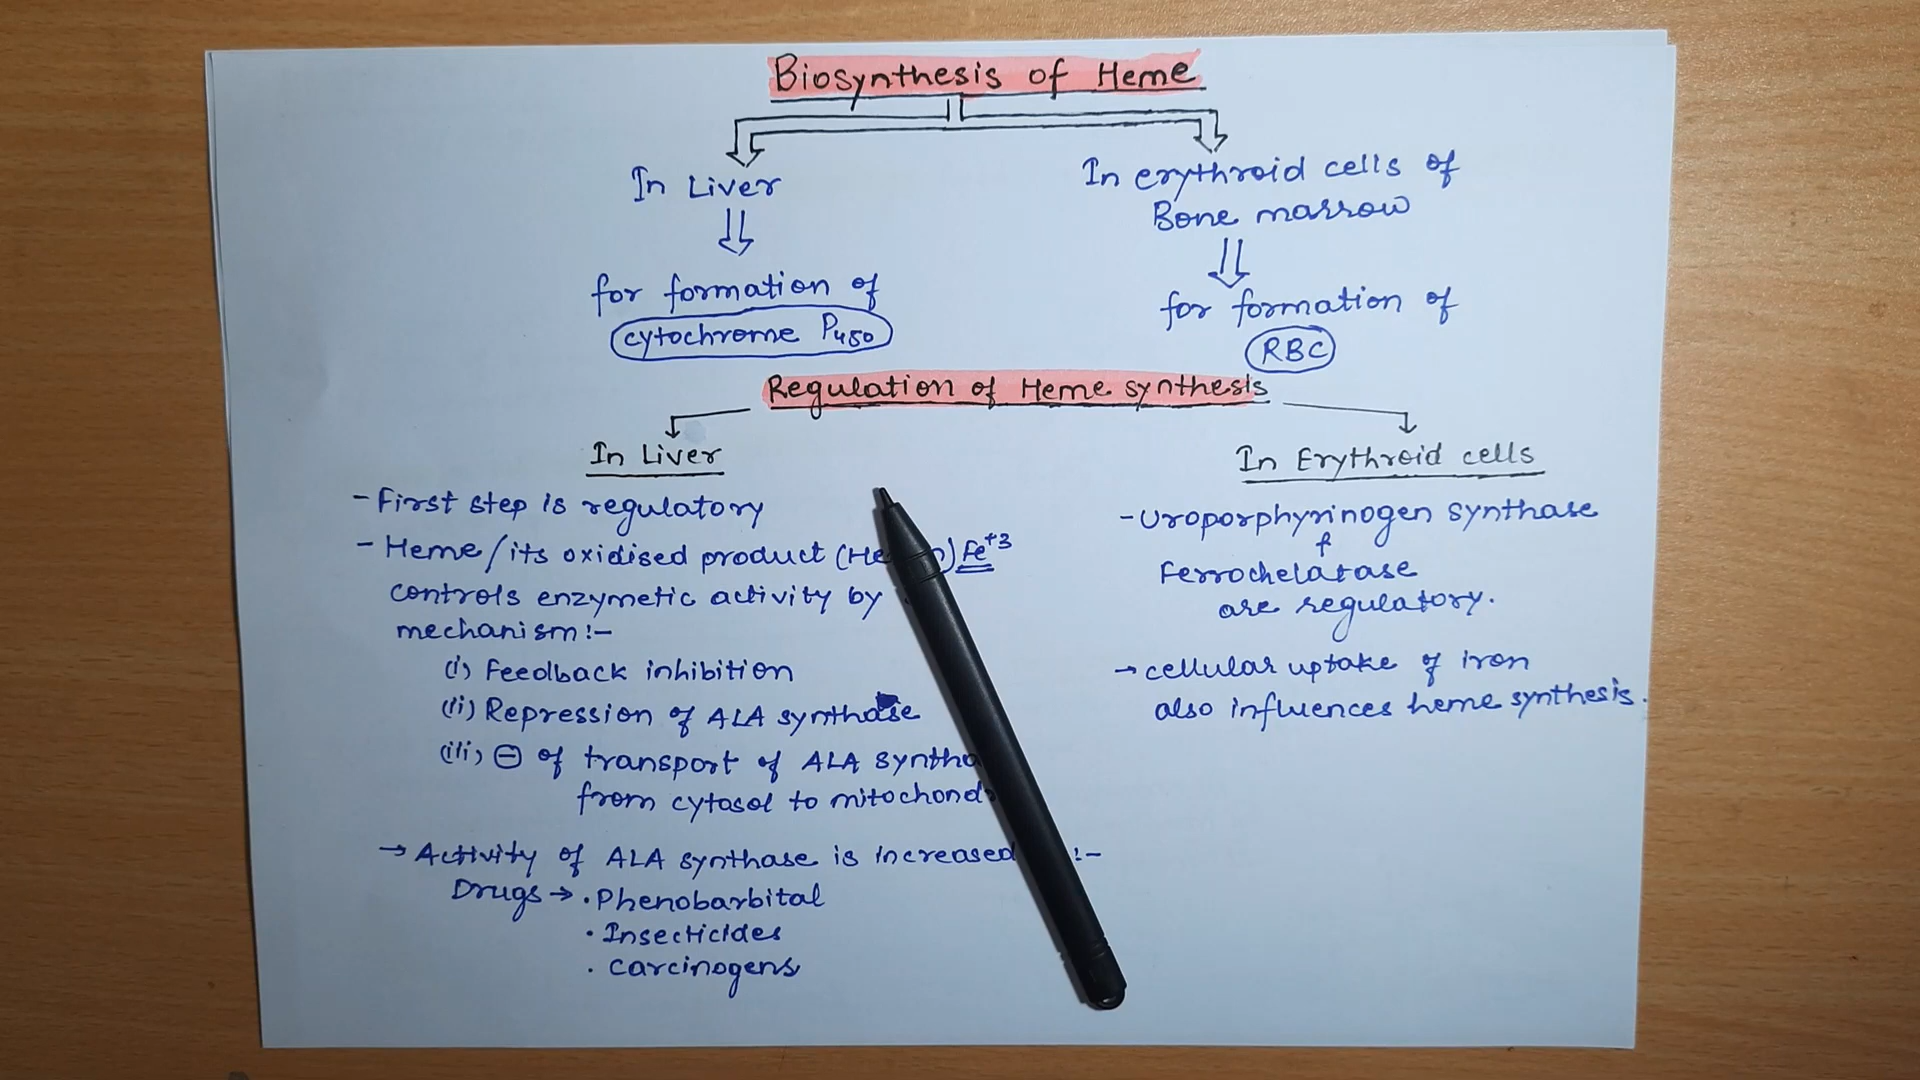 Biosynthesis of Heme
In Liver
for formation of
cytochrome P450
In erythroid cells of
Bone marrow
for formation of
RBC
Regulation of Heme synthesis
In Liver
- First step is regulatory
- Heme/its oxidised product ( ) Fe+3
controls enzymetic activity by
mechanism:-
(i) Feedback inhibition
(ii) Repression of ALA synthase
(iii) ⊖ of transport of ALA
from cytosol to
→ Activity of ALA synthase is increased :-
Drugs → • Phenobarbital
• Insecticides
• Carcinogens
In Erythroid cells
- Uroporphyrinogen synthase
f
Ferrochelatase
are regulatory.
→ cellular uptake of iron
also influences heme synthesis.